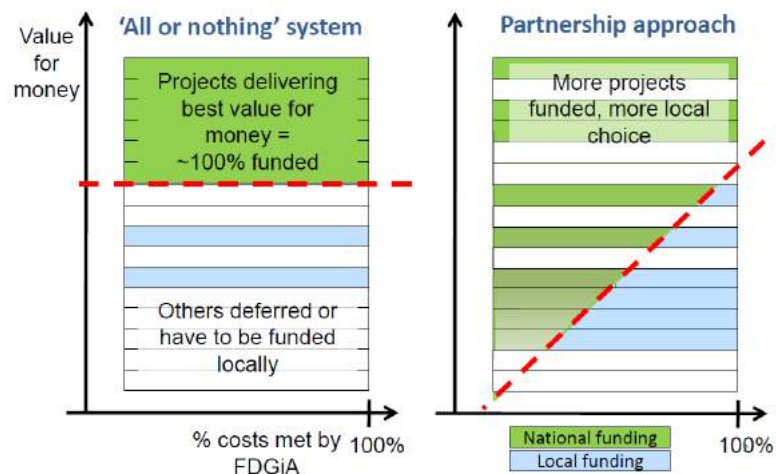 'All or nothing' system
Partnership approach
Value
for
money
Projects delivering
best value for
money =
~100% funded
Others deferred or
have to be funded
locally
% costs met by
FDGiA
100%
More projects
funded, more local
choice
National funding
Local funding
100%